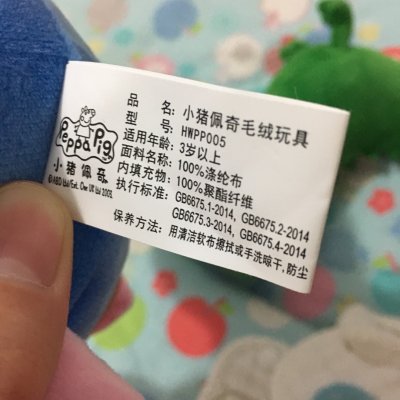 Peppa Pig
小猪佩奇
品名：小猪佩奇毛绒玩具
型号：HWPP005
适用年龄：3岁以上
面料名称：100%涤纶布
内填充物：100%聚酯纤维
执行标准：GB6675.1-2014, GB6675.2-2014
GB6675.3-2014, GB6675.4-2014
保养方法：用清洁软布擦拭或手洗晾干,防尘